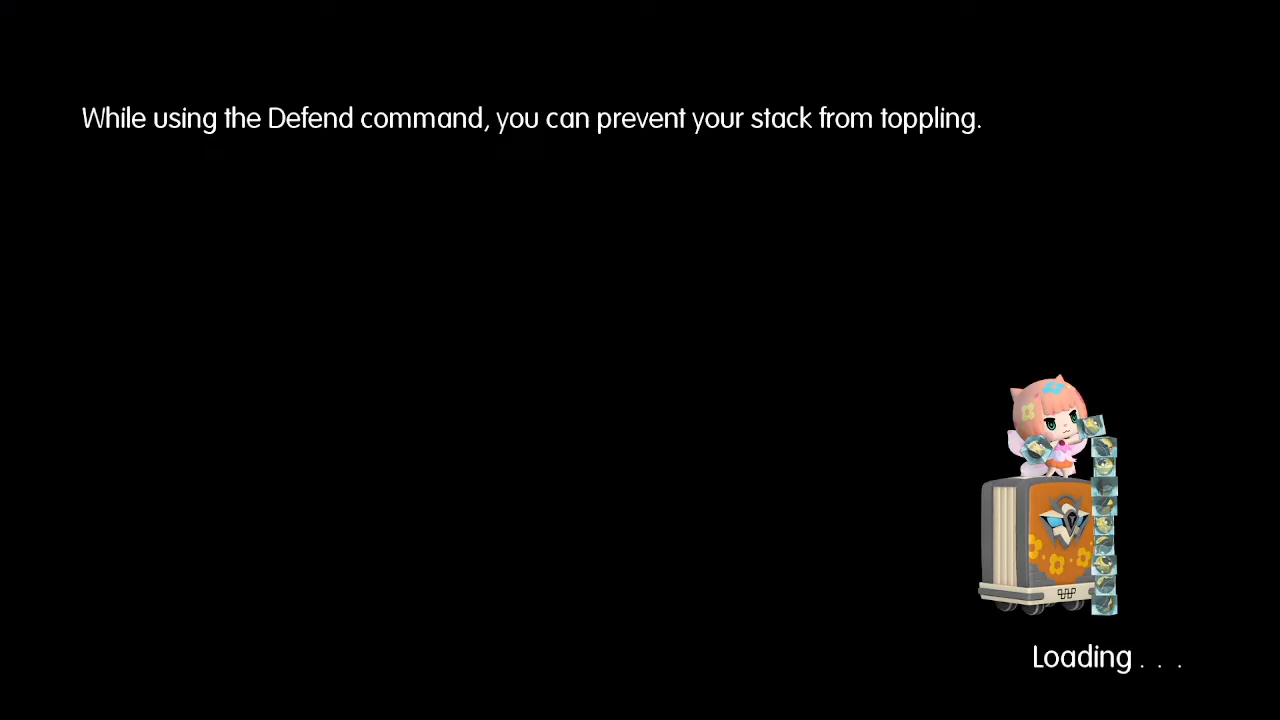 While using the Defend command, you can prevent your stack from toppling.
Loading . . .